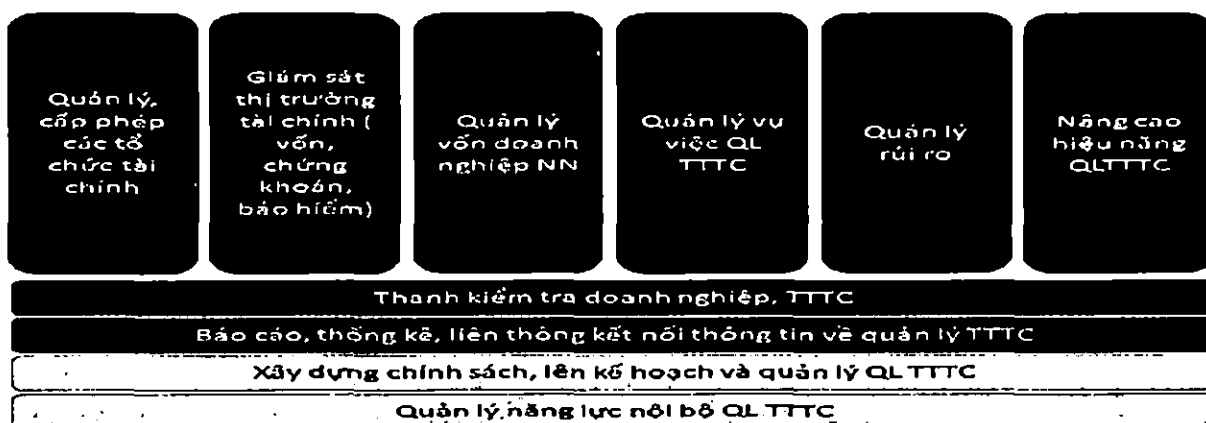 Quản lý,
cấp phép
các tổ
chức tài
chính
Giám sát
thị trường
tài chính (
vốn,
chứng
khoán,
bảo hiểm)
Quản lý
vốn doanh
nghiệp NN
Quản lý vụ
việc QL
TTTC
Quản lý
rủi ro
Nâng cao
hiệu năng
QLTTTC
Thanh kiểm tra doanh nghiệp, TTTC
Báo cáo, thống kê, liên thông kết nối thông tin về quản lý TTTC
Xây dựng chính sách, lên kế hoạch và quản lý QL TTTC
Quản lý năng lực nội bộ QL TTTC